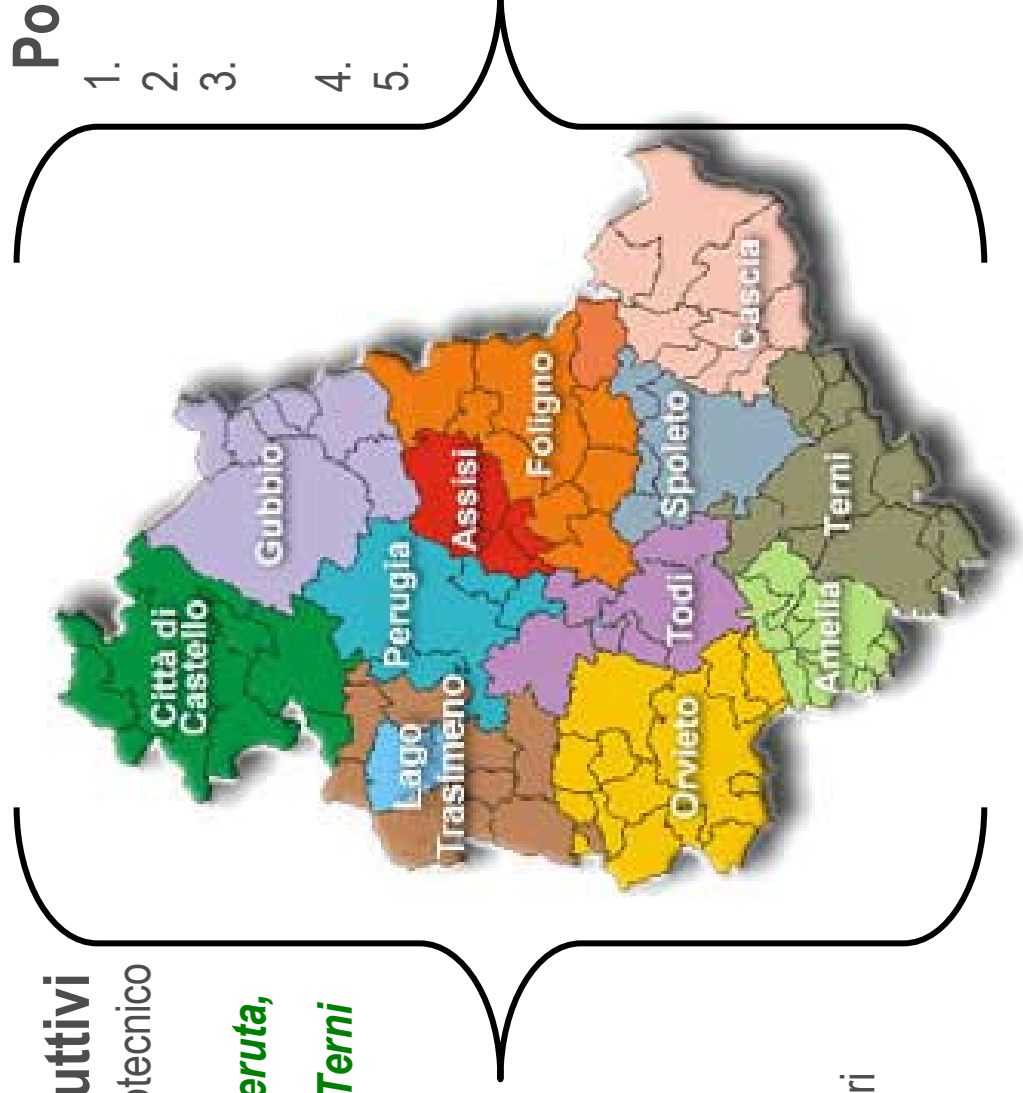 uttivi
otecnico
eruta,
Terni
ri
Città di
Castello
Gubbio
Perugia
Lago
Trasimeno
Assisi
Foligno
Orvieto
Todi
Spoleto
Cascia
Amelia
Terni
Po
1.
2.
3.
4.
5.